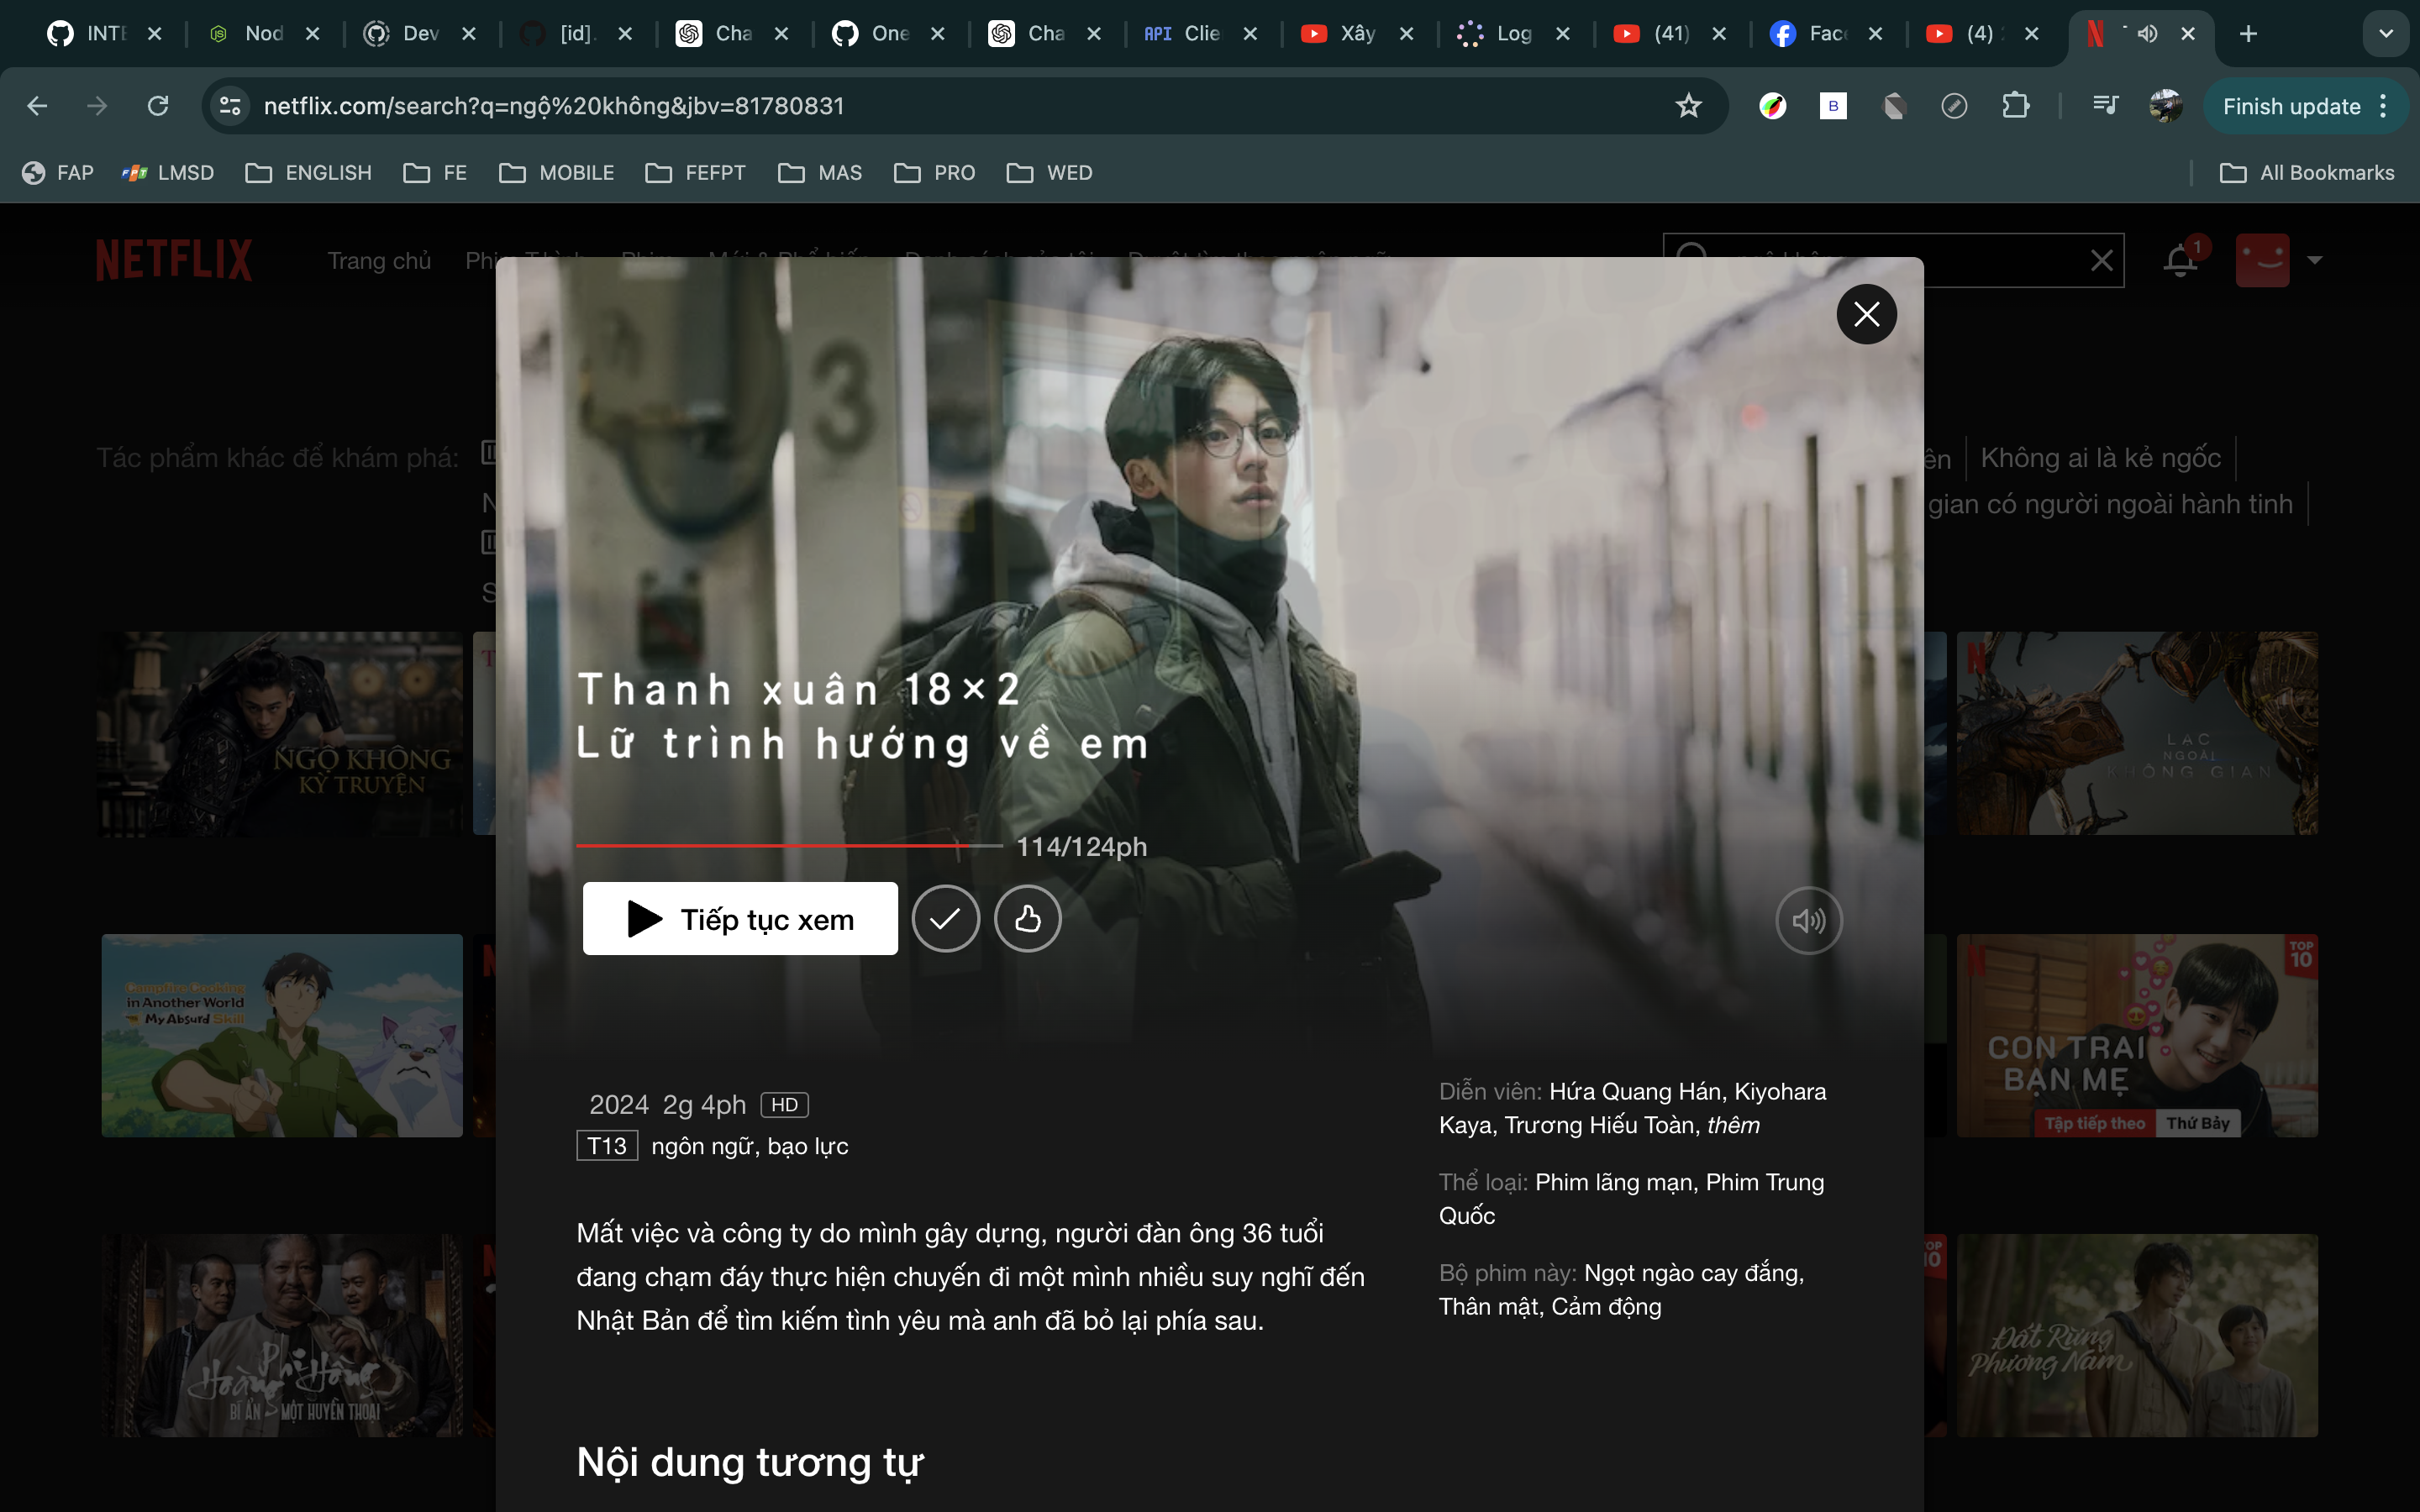 INTE
Nod
Dev
[id].
Cha
One
Cha
API Clie
Xây
Log
(41)
Fac
(4)
netflix.com/search?q=ngộ%20không&jbv=81780831
Finish update
FAP
FPT LMSD
ENGLISH
FE
MOBILE
FEFPT
MAS
PRO
WED
All Bookmarks
NETFLIX
Trang chủ
1
Tác phẩm khác để khám phá:
Không ai là kẻ ngốc
gian có người ngoài hành tinh
3
Thanh xuân 18×2
Lữ trình hướng về em
114/124ph
Tiếp tục xem
2024 2g 4ph HD
T13 ngôn ngữ, bạo lực
Mất việc và công ty do mình gây dựng, người đàn ông 36 tuổi
đang chạm đáy thực hiện chuyến đi một mình nhiều suy nghĩ đến
Nhật Bản để tìm kiếm tình yêu mà anh đã bỏ lại phía sau.
Diễn viên: Hứa Quang Hán, Kiyohara
Kaya, Trương Hiếu Toàn, thêm
Thể loại: Phim lãng mạn, Phim Trung
Quốc
Bộ phim này: Ngọt ngào cay đắng,
Thân mật, Cảm động
Nội dung tương tự
NGỘ KHÔNG
KỲ TRUYỆN
LẠC
NGOÀI
KHÔNG GIAN
Campfire Cooking
in Another World
My Absurd Skill
TOP
10
CON TRAI
BẠN MẸ
Tập tiếp theo Thứ Bảy
Hoàng Phi Hồng
BÍ ẨN MỘT HUYỀN THOẠI
Đất Rừng
Phương Nam